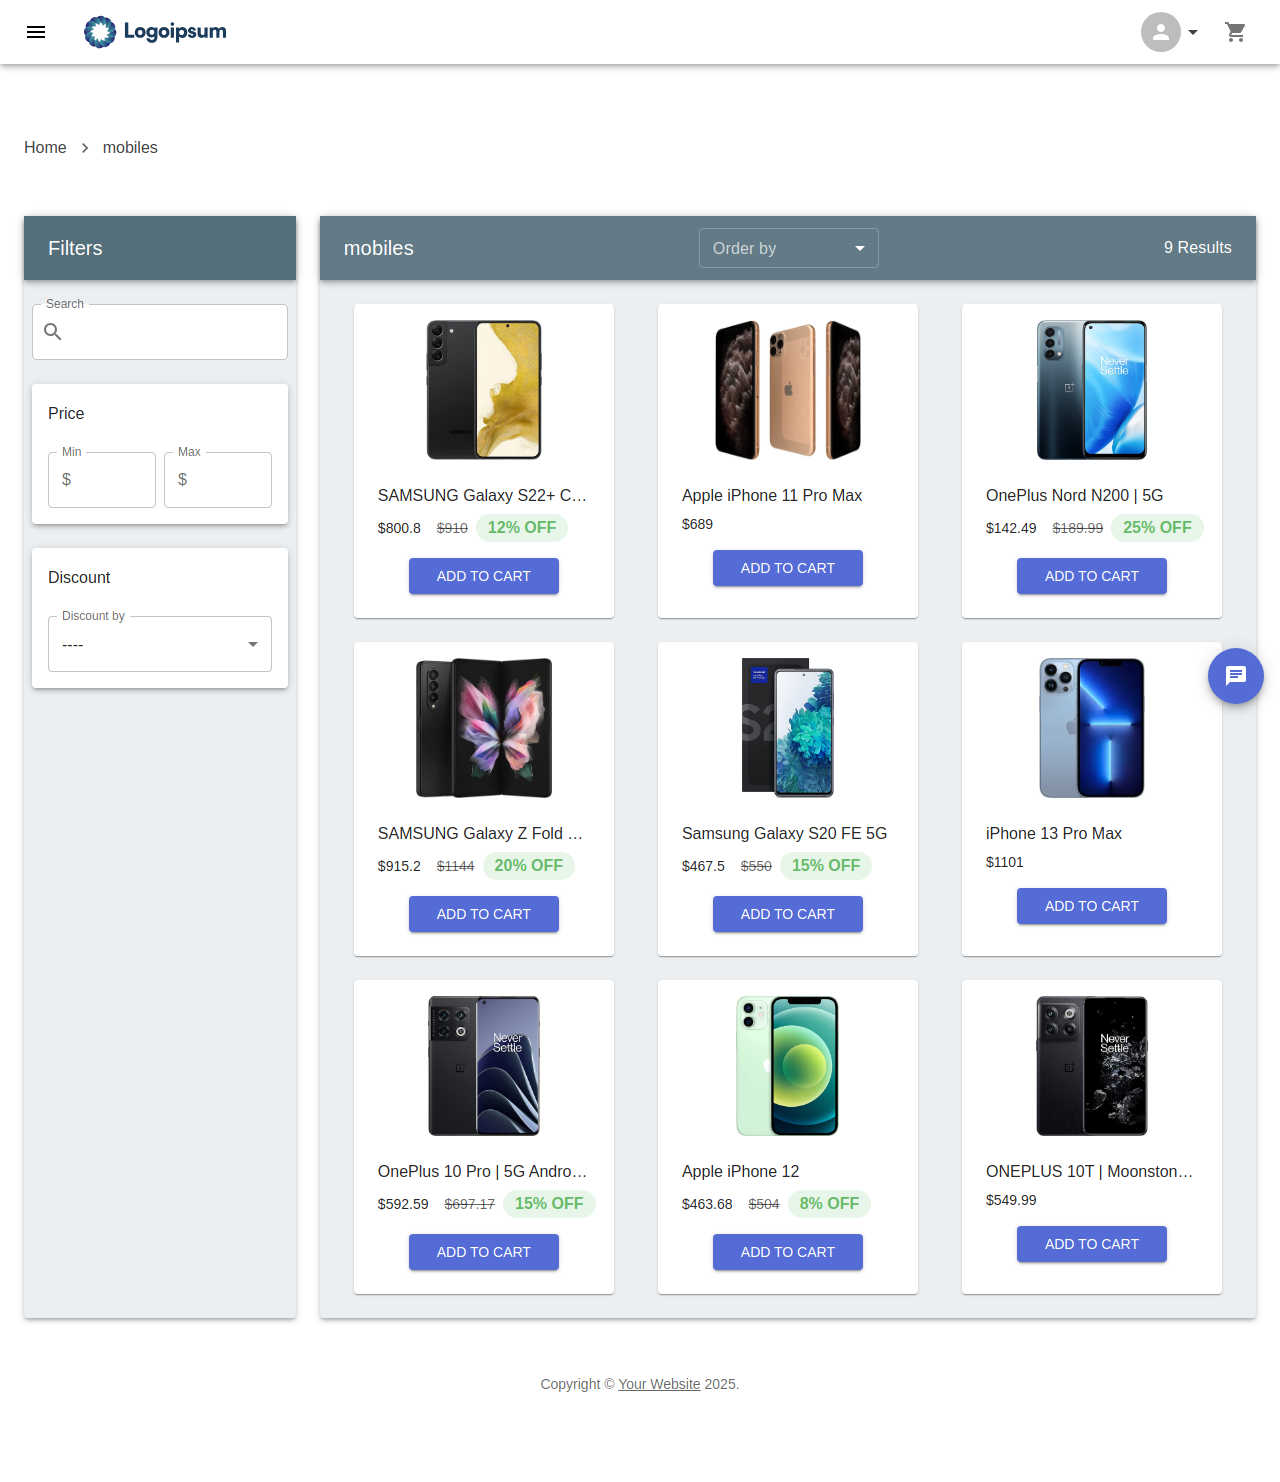 Logoipsum
Home
mobiles
Filters
Search
Price
Min
$
Max
$
Discount
Discount by
----
mobiles
Order by
9 Results
SAMSUNG Galaxy S22+ C…
$800.8 $910 12% OFF
ADD TO CART
Apple iPhone 11 Pro Max
$689
ADD TO CART
Never
Settle
OnePlus Nord N200 | 5G
$142.49 $189.99 25% OFF
ADD TO CART
SAMSUNG Galaxy Z Fold …
$915.2 $1144 20% OFF
ADD TO CART
Samsung Galaxy S20 FE 5G
$467.5 $550 15% OFF
ADD TO CART
iPhone 13 Pro Max
$1101
ADD TO CART
Never
Settle
OnePlus 10 Pro | 5G Andro…
$592.59 $697.17 15% OFF
ADD TO CART
Apple iPhone 12
$463.68 $504 8% OFF
ADD TO CART
Never
Settle
ONEPLUS 10T | Moonston…
$549.99
ADD TO CART
Copyright © Your Website 2025.